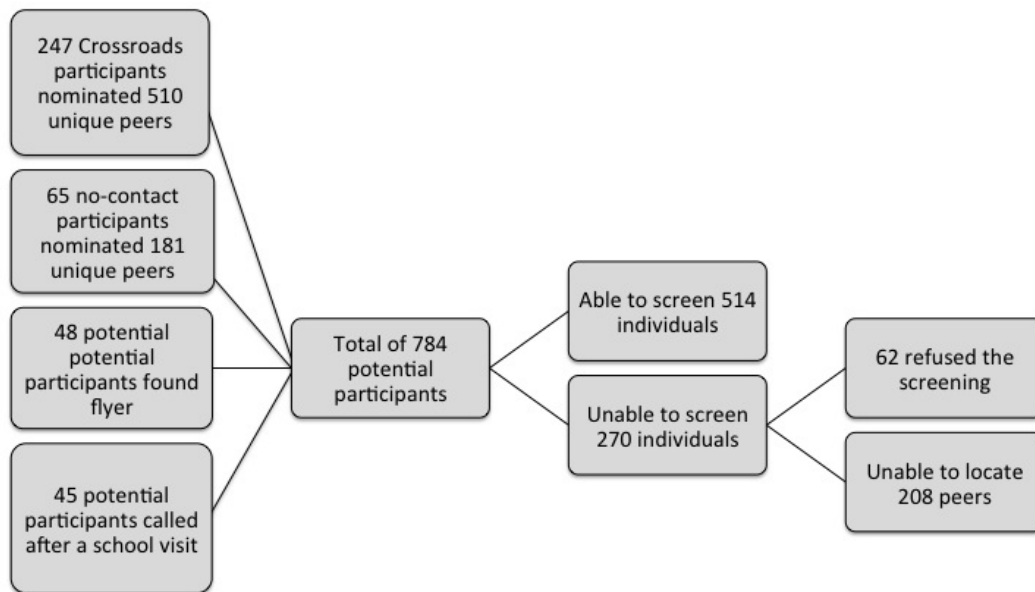 247 Crossroads
participants
nominated 510
unique peers
65 no-contact
participants
nominated 181
unique peers
48 potential
potential
participants found
flyer
45 potential
participants called
after a school visit
Total of 784
potential
participants
Able to screen 514
individuals
Unable to screen
270 individuals
62 refused the
screening
Unable to locate
208 peers